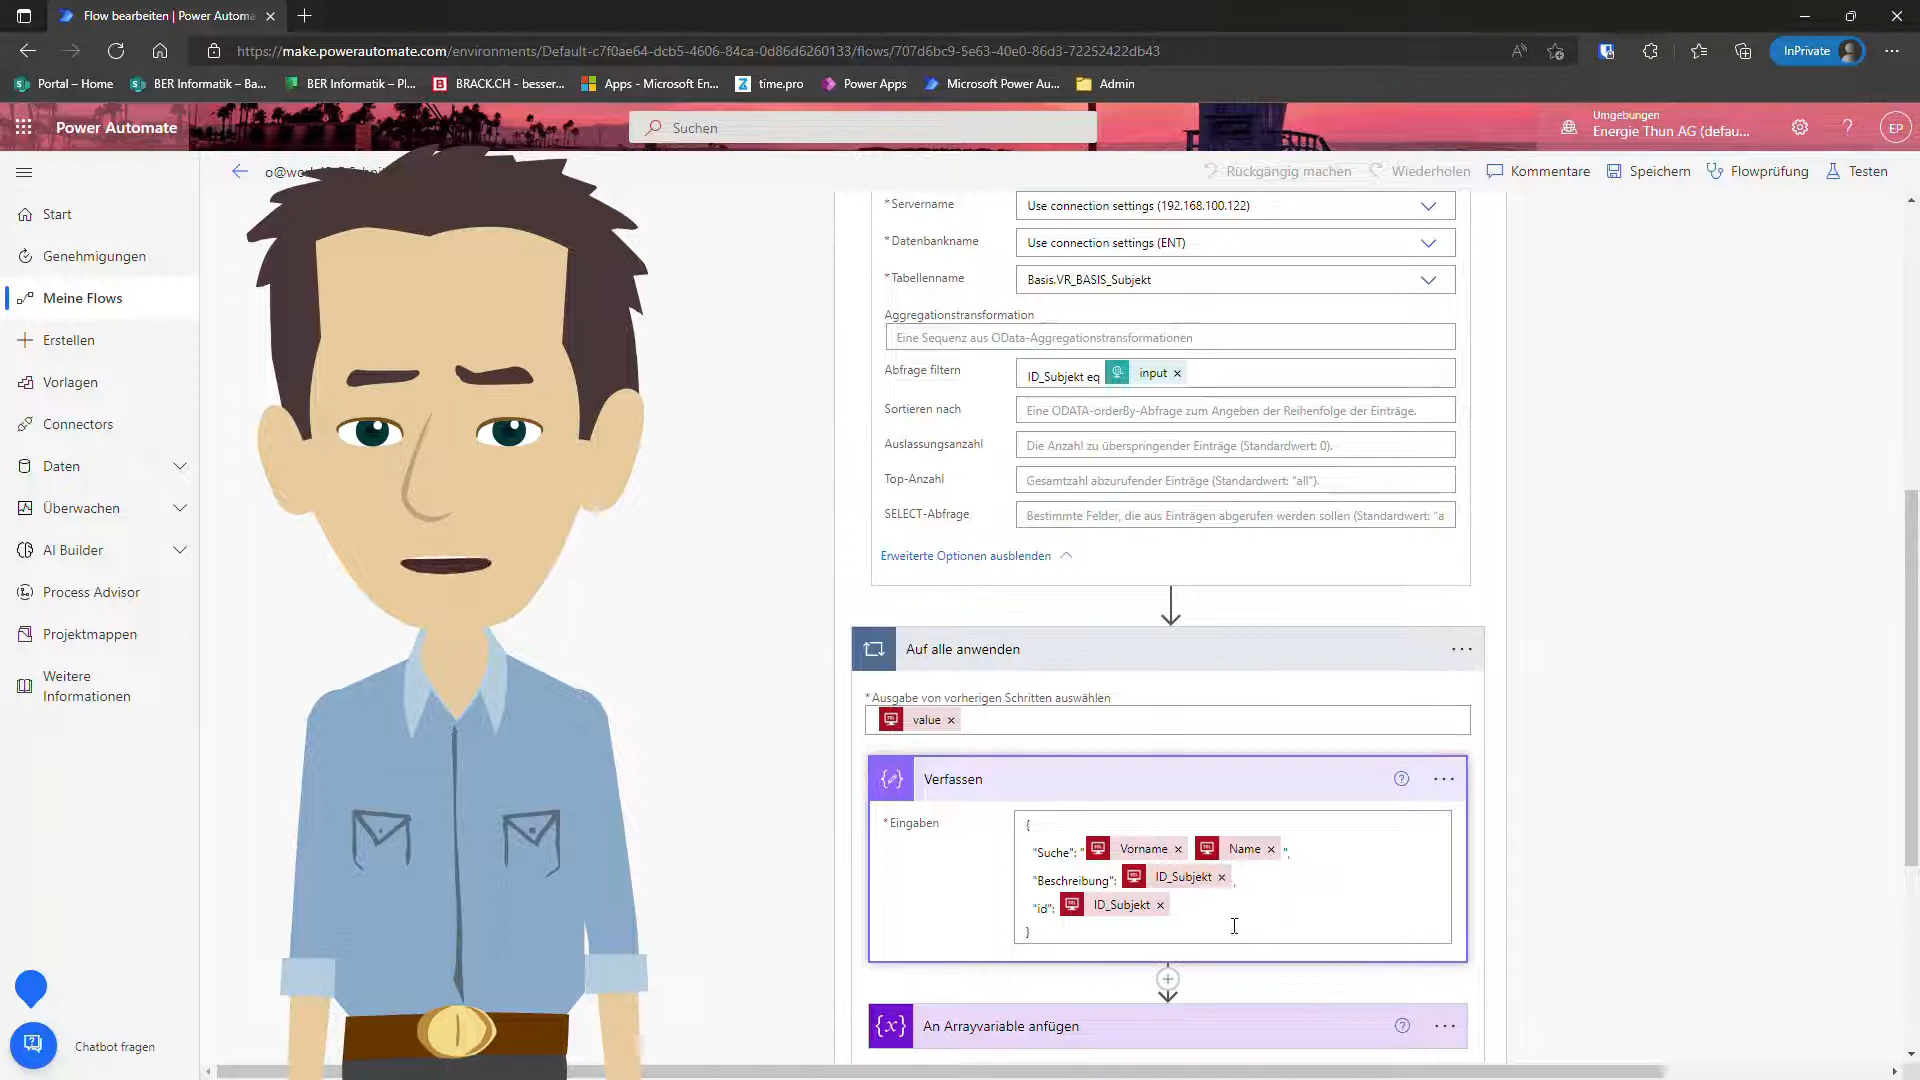 Flow bearbeiten | Power Automa
https://make.powerautomate.com/environments/Default-c7f0ae64-dcb5-4606-84ca-0d86d6260133/flows/707d6bc9-5e63-40e0-86d3-72252422db43
InPrivate
Portal – Home
BER Informatik – Ba...
BER Informatik – Pl...
BRACK.CH - besser...
Apps - Microsoft En...
time.pro
Power Apps
Microsoft Power Au...
Admin
Power Automate
Suchen
Umgebungen
Energie Thun AG (defau...
EP
Rückgängig machen
Wiederholen
Kommentare
Speichern
Flowprüfung
Testen
Start
Genehmigungen
Meine Flows
Erstellen
Vorlagen
Connectors
Daten
Überwachen
AI Builder
Process Advisor
Projektmappen
Weitere
Informationen
Chatbot fragen
*Servername
Use connection settings (192.168.100.122)
*Datenbankname
Use connection settings (ENT)
*Tabellenname
Basis.VR_BASIS_Subjekt
Aggregationstransformation
Eine Sequenz aus OData-Aggregationstransformationen
Abfrage filtern
ID_Subjekt eq input ×
Sortieren nach
Eine ODATA-orderBy-Abfrage zum Angeben der Reihenfolge der Einträge.
Auslassungsanzahl
Die Anzahl zu überspringender Einträge (Standardwert: 0).
Top-Anzahl
Gesamtzahl abzurufender Einträge (Standardwert: "all").
SELECT-Abfrage
Bestimmte Felder, die aus Einträgen abgerufen werden sollen (Standardwert: "a
Erweiterte Optionen ausblenden
Auf alle anwenden
*Ausgabe von vorherigen Schritten auswählen
value ×
Verfassen
*Eingaben
{
"Suche": " Vorname × Name × ",
"Beschreibung": ID_Subjekt × ,
"id": ID_Subjekt ×
}
An Arrayvariable anfügen